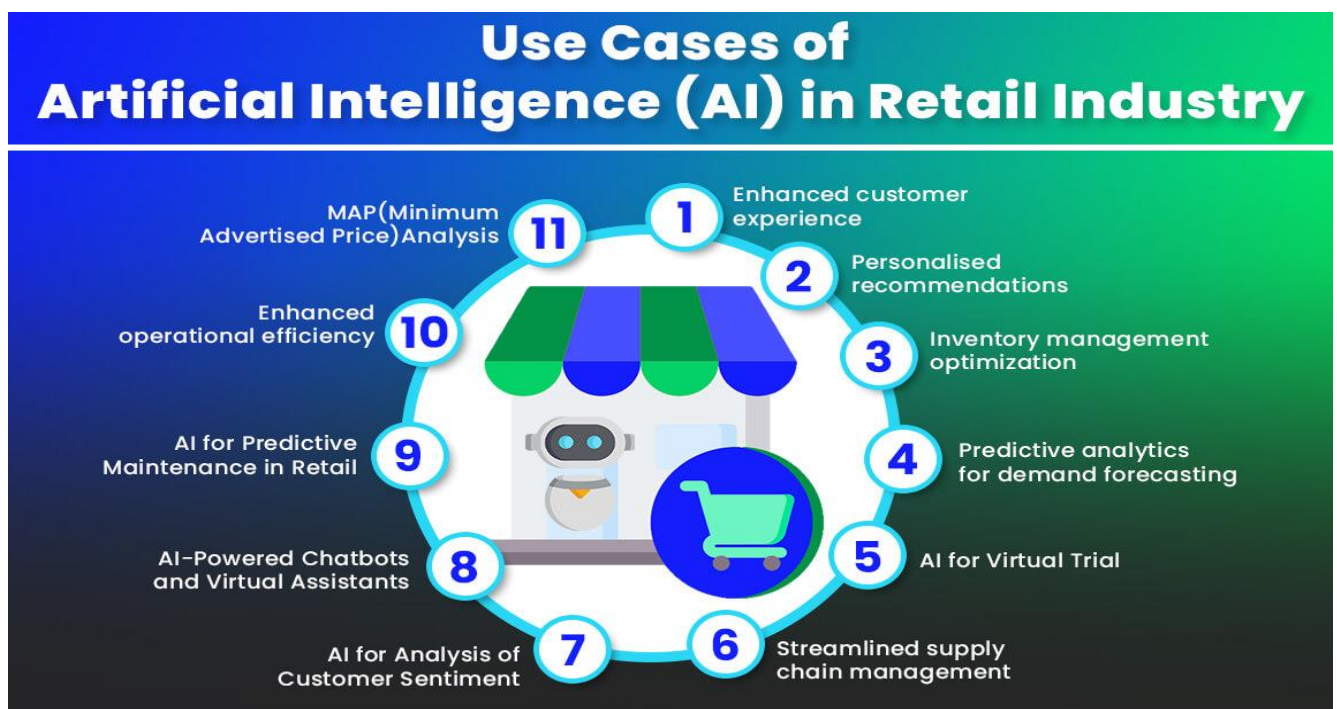 Use Cases of
Artificial Intelligence (AI) in Retail Industry
1
Enhanced customer
experience
2
Personalised
recommendations
3
Inventory management
optimization
4
Predictive analytics
for demand forecasting
5
AI for Virtual Trial
6
Streamlined supply
chain management
7
AI for Analysis of
Customer Sentiment
8
AI-Powered Chatbots
and Virtual Assistants
9
AI for Predictive
Maintenance in Retail
10
Enhanced
operational efficiency
11
MAP(Minimum
Advertised Price)Analysis